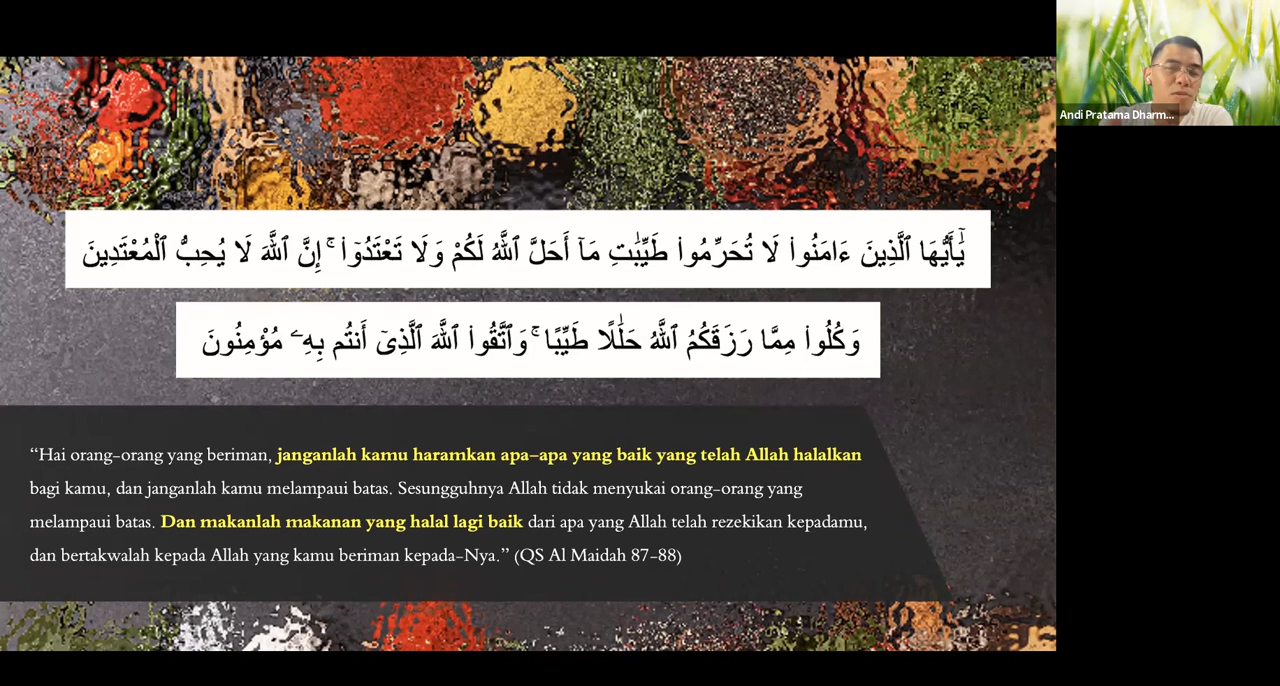 يَٰٓأَيُّهَا ٱلَّذِينَ ءَامَنُوا۟ لَا تُحَرِّمُوا۟ طَيِّبَٰتِ مَآ أَحَلَّ ٱللَّهُ لَكُمْ وَلَا تَعْتَدُوٓا۟ ۚ إِنَّ ٱللَّهَ لَا يُحِبُّ ٱلْمُعْتَدِينَ
وَكُلُوا۟ مِمَّا رَزَقَكُمُ ٱللَّهُ حَلَٰلًا طَيِّبًا ۚ وَٱتَّقُوا۟ ٱللَّهَ ٱلَّذِىٓ أَنتُم بِهِۦ مُؤْمِنُونَ
“Hai orang-orang yang beriman, janganlah kamu haramkan apa-apa yang baik yang telah Allah halalkan
bagi kamu, dan janganlah kamu melampaui batas. Sesungguhnya Allah tidak menyukai orang-orang yang
melampaui batas. Dan makanlah makanan yang halal lagi baik dari apa yang Allah telah rezekikan kepadamu,
dan bertakwalah kepada Allah yang kamu beriman kepada-Nya.” (QS Al Maidah 87-88)
Andi Pratama Dharm...